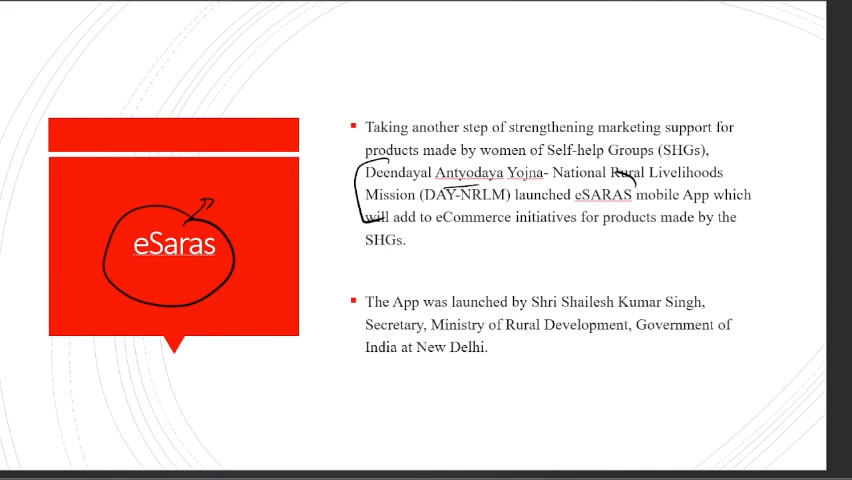 eSaras
Taking another step of strengthening marketing support for
products made by women of Self-help Groups (SHGs),
Deendayal Antyodaya Yojna- National Rural Livelihoods
Mission (DAY-NRLM) launched eSARAS mobile App which
will add to eCommerce initiatives for products made by the
SHGs.
The App was launched by Shri Shailesh Kumar Singh,
Secretary, Ministry of Rural Development, Government of
India at New Delhi.